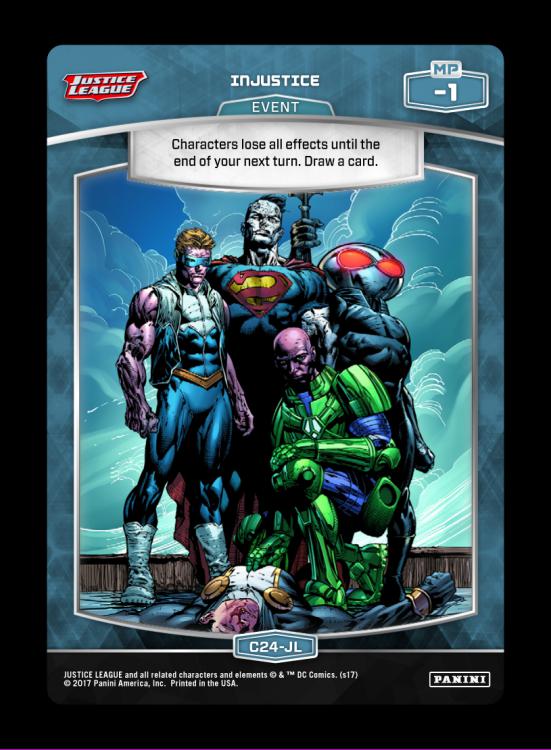 JUSTICE
LEAGUE
INJUSTICE
EVENT
MP
-1
Characters lose all effects until the
end of your next turn. Draw a card.
C24-JL
JUSTICE LEAGUE and all related characters and elements © & ™ DC Comics. (s17)
© 2017 Panini America, Inc. Printed in the USA.
PANINI